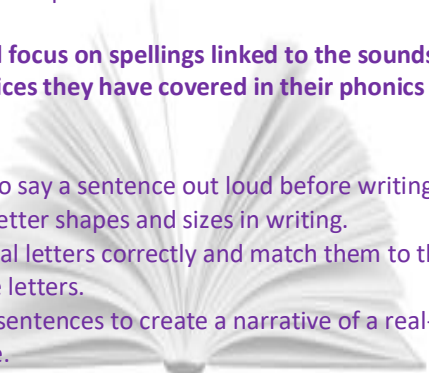 focus on spellings linked to the sounds
ices they have covered in their phonics
o say a sentence out loud before writing
etter shapes and sizes in writing.
al letters correctly and match them to th
e letters.
sentences to create a narrative of a real-
e.